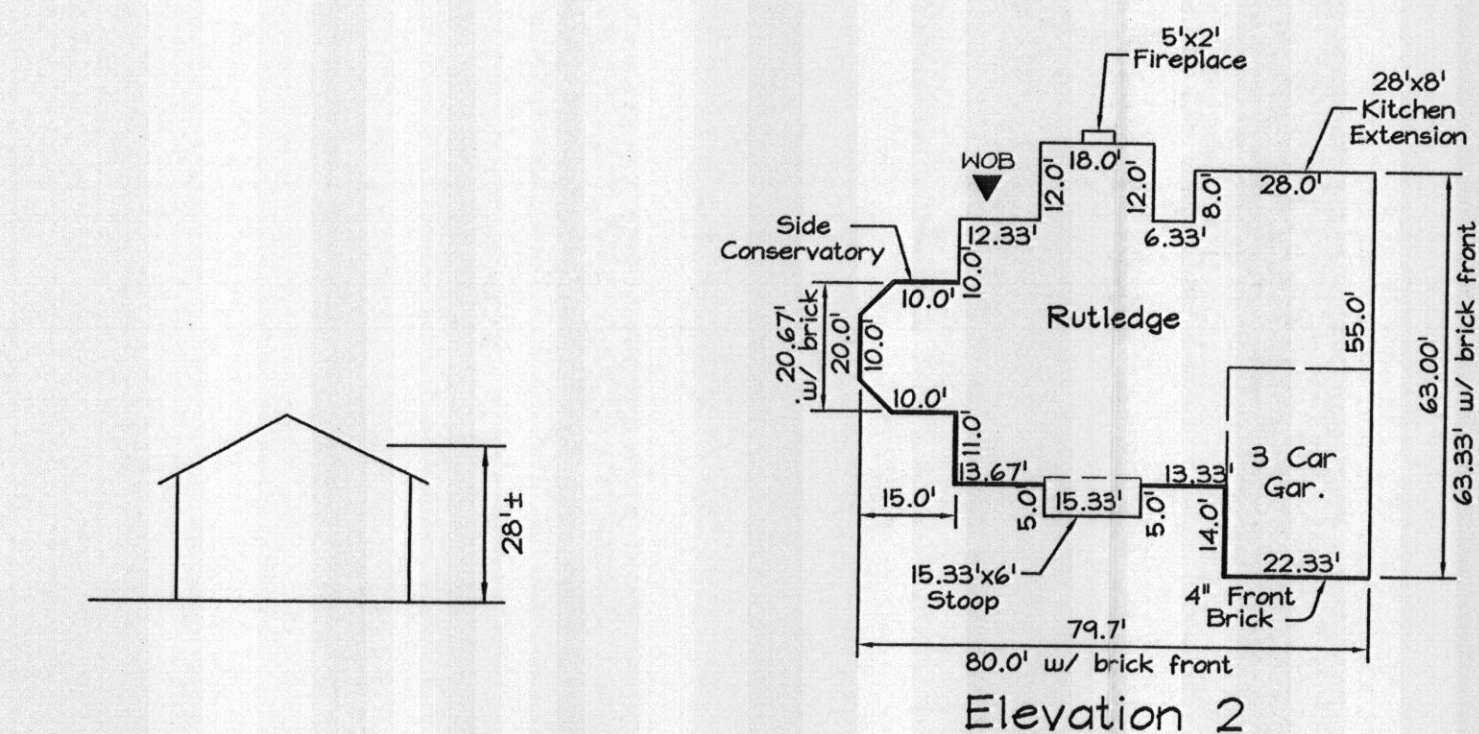 5'x2'
Fireplace
28'x8'
Kitchen
Extension
WOB
18.0'
12.0'
12.0'
8.0'
28.0'
12.33'
6.33'
Side
Conservatory
10.0'
10.0'
20.67'
w/ brick
20.0'
10.0'
Rutledge
55.0'
63.00'
63.33' w/ brick front
10.0'
11.0'
28'±
13.67'
13.33'
3 Car
Gar.
15.0'
5.0'
15.33'
5.0'
14.0'
15.33'x6'
Stoop
22.33'
4" Front
Brick
79.7'
80.0' w/ brick front
Elevation 2